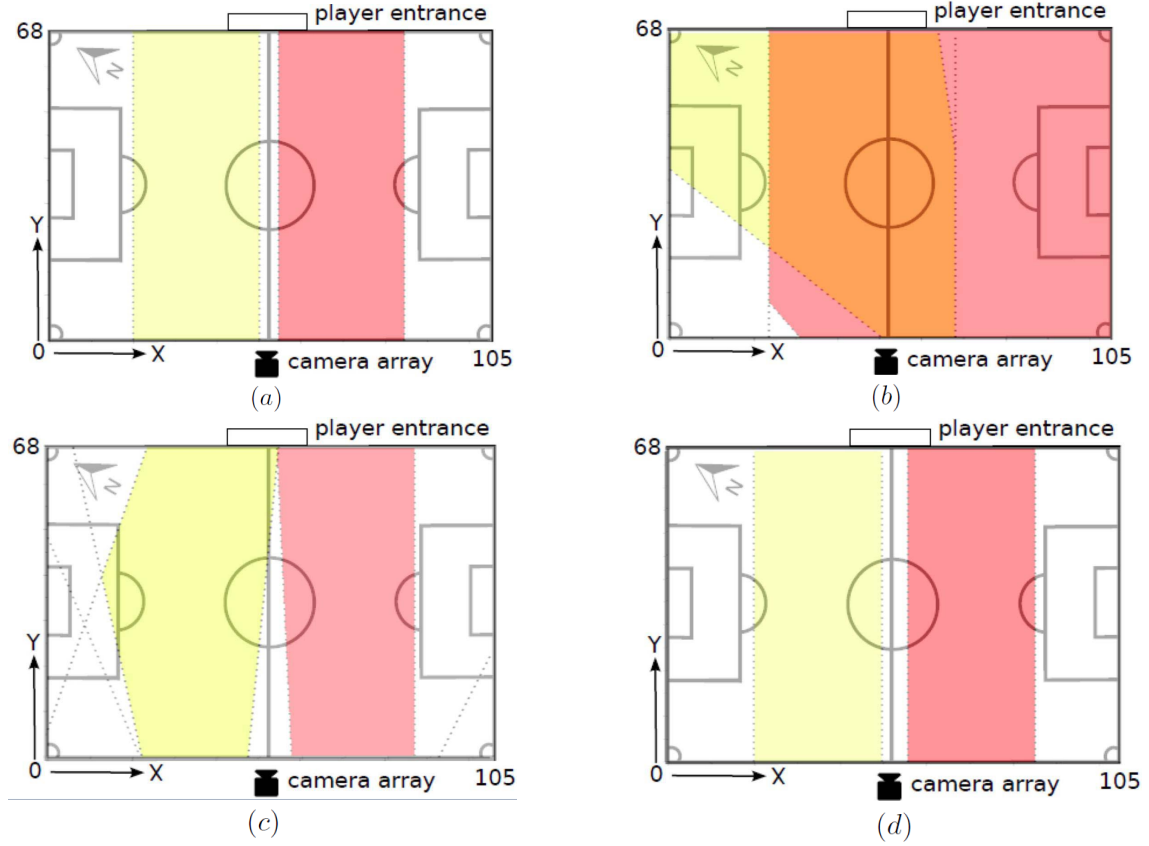 player entrance
68
N
Y
0
X
camera array
105
(a)
player entrance
68
N
Y
0
X
camera array
105
(b)
player entrance
68
N
Y
0
X
camera array
105
(c)
player entrance
68
N
Y
0
X
camera array
105
(d)